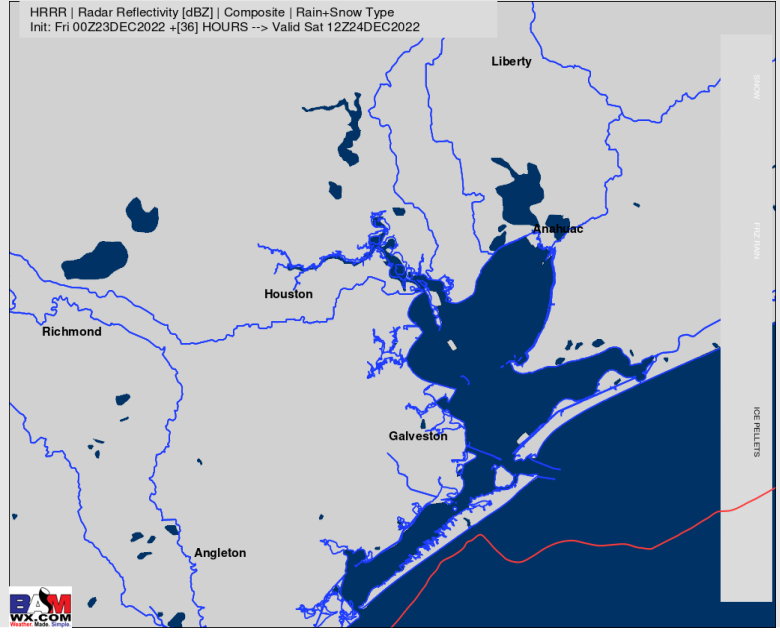 HRRR | Radar Reflectivity [dBZ] | Composite | Rain+Snow Type
Init: Fri 00Z23DEC2022 +[36] HOURS --> Valid Sat 12Z24DEC2022
Liberty
SNOW
Anahuac
FRZ RAIN
Houston
Richmond
ICE PELLETS
Galveston
Angleton
BAM
WX.COM
Weather. Made. Simple.